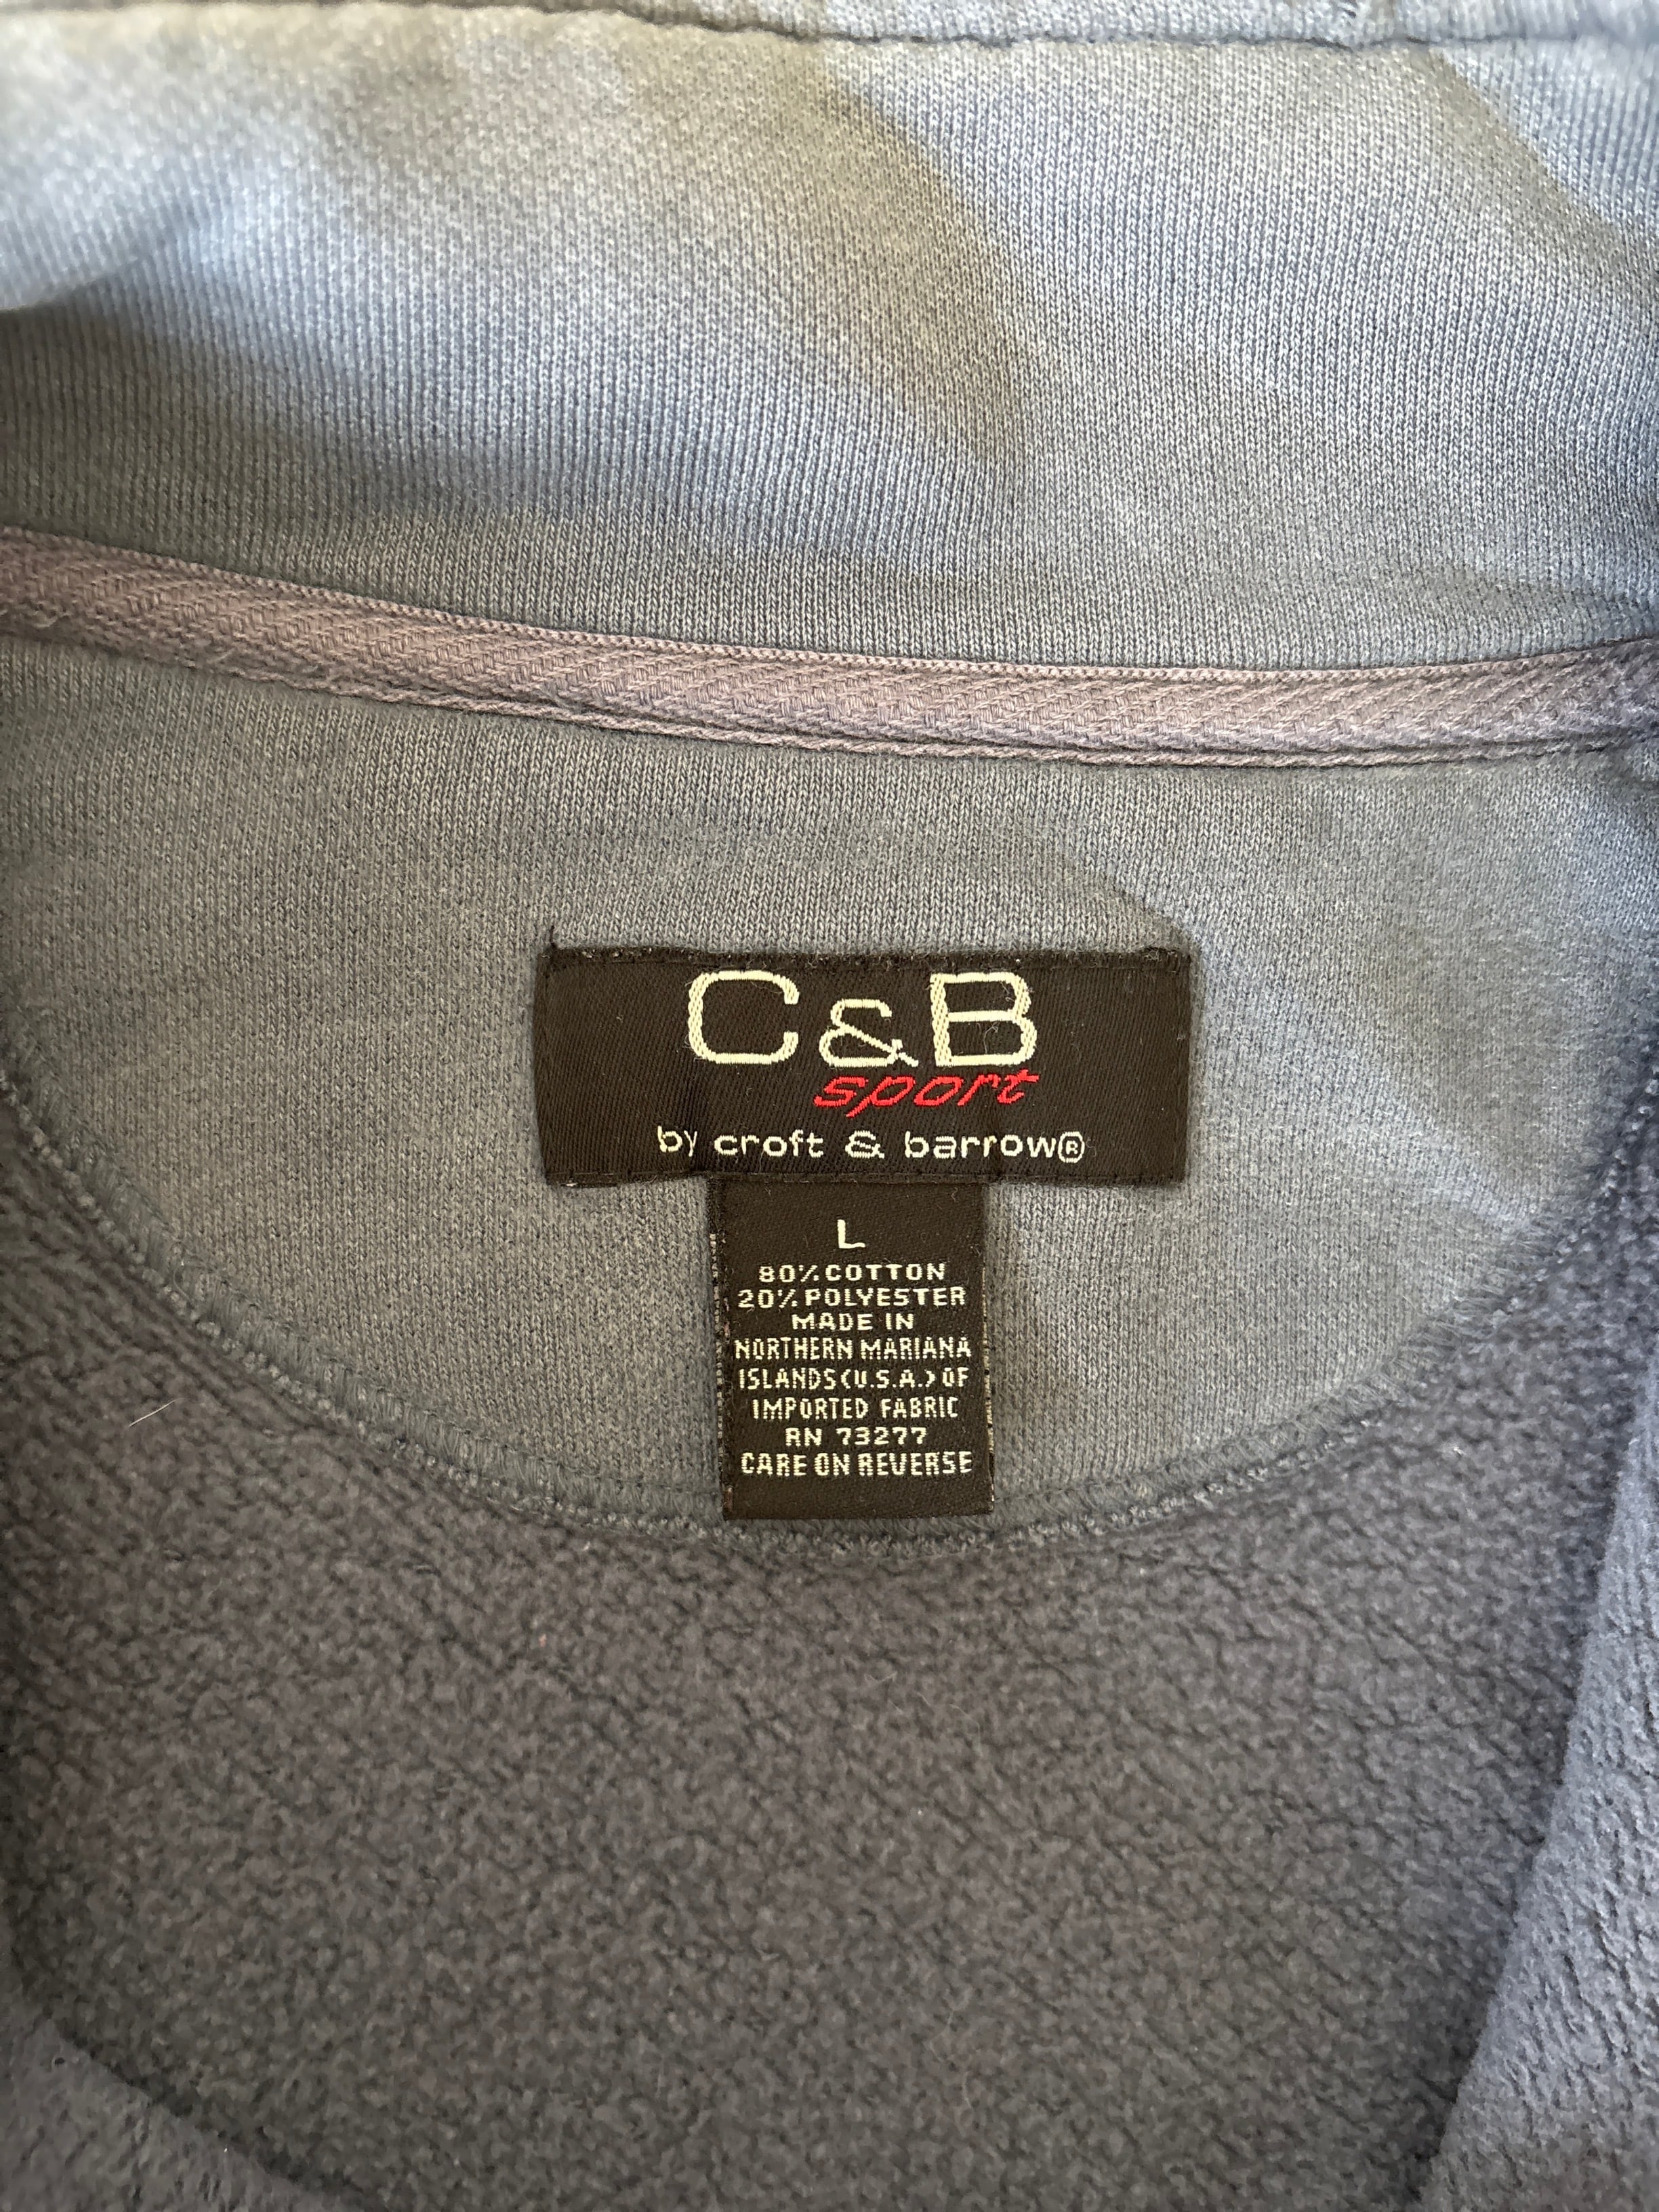 C&B
sport
by croft & barrow®
L
80% COTTON
20% POLYESTER
MADE IN
NORTHERN MARIANA
ISLANDS(U.S.A.) OF
IMPORTED FABRIC
RN 73277
CARE ON REVERSE